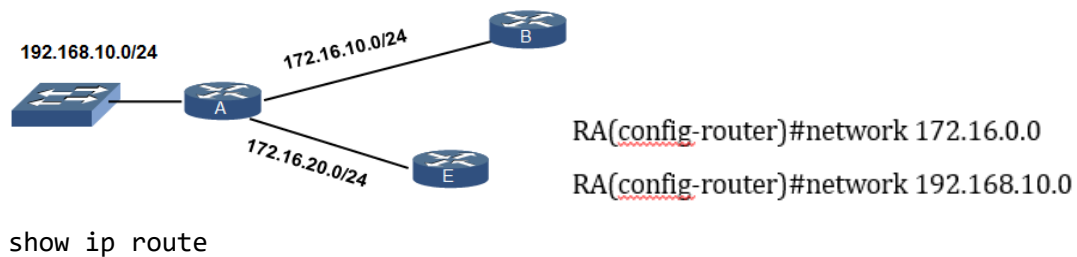 192.168.10.0/24
172.16.10.0/24
B
A
172.16.20.0/24
E
RA(config-router)#network 172.16.0.0
RA(config-router)#network 192.168.10.0
show ip route